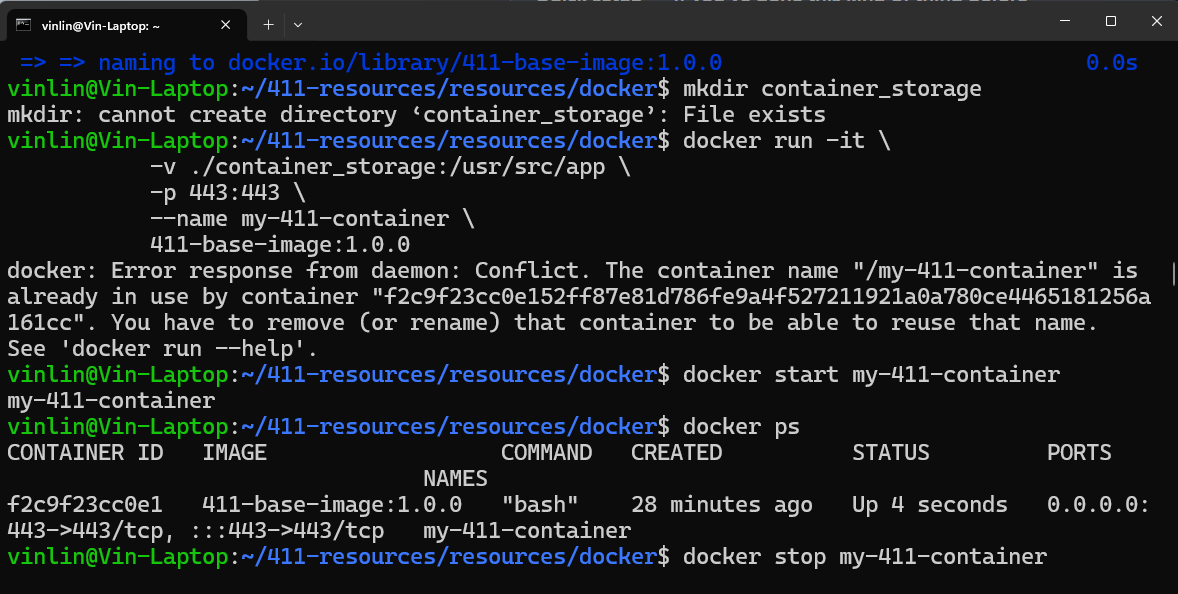 vinlin@Vin-Laptop: ~
=> => naming to docker.io/library/411-base-image:1.0.0 0.0s
vinlin@Vin-Laptop:~/411-resources/resources/docker$ mkdir container_storage
mkdir: cannot create directory ‘container_storage’: File exists
vinlin@Vin-Laptop:~/411-resources/resources/docker$ docker run -it \
-v ./container_storage:/usr/src/app \
-p 443:443 \
--name my-411-container \
411-base-image:1.0.0
docker: Error response from daemon: Conflict. The container name "/my-411-container" is
already in use by container "f2c9f23cc0e152ff87e81d786fe9a4f527211921a0a780ce4465181256a
161cc". You have to remove (or rename) that container to be able to reuse that name.
See 'docker run --help'.
vinlin@Vin-Laptop:~/411-resources/resources/docker$ docker start my-411-container
my-411-container
vinlin@Vin-Laptop:~/411-resources/resources/docker$ docker ps
CONTAINER ID   IMAGE                  COMMAND   CREATED          STATUS         PORTS
NAMES
f2c9f23cc0e1   411-base-image:1.0.0   "bash"    28 minutes ago   Up 4 seconds   0.0.0.0:
443->443/tcp, :::443->443/tcp   my-411-container
vinlin@Vin-Laptop:~/411-resources/resources/docker$ docker stop my-411-container